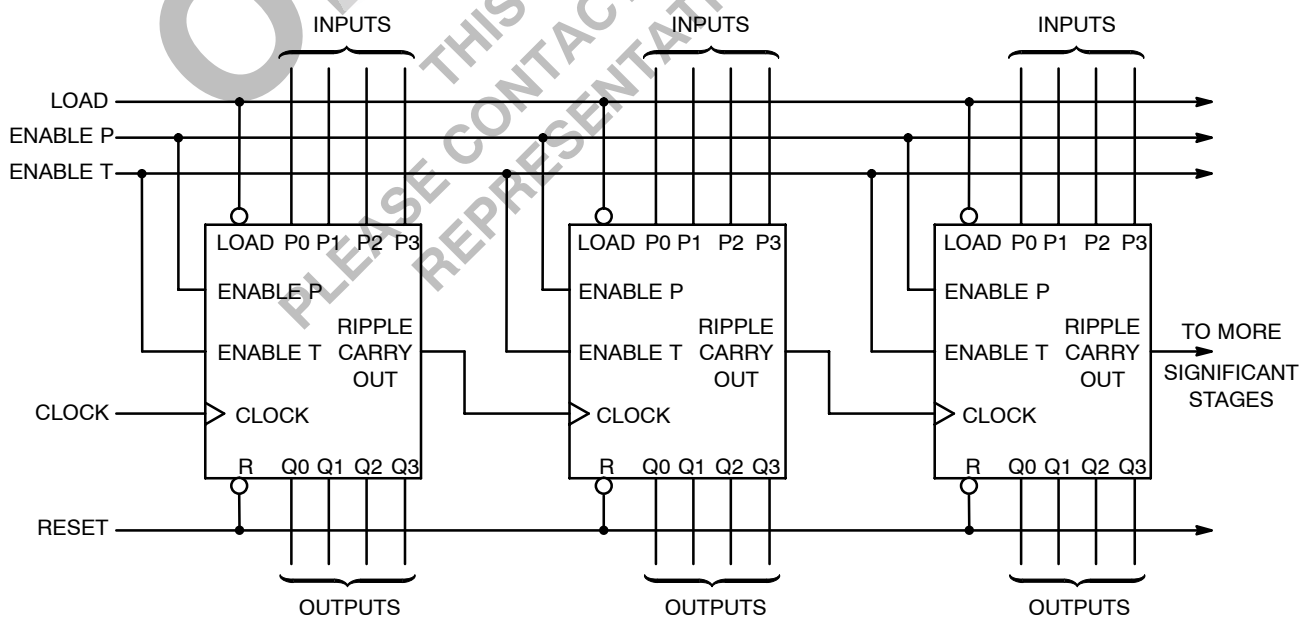 THIS
PLEASE CONTACT
INPUTS INPUTS INPUTS
LOAD
ENABLE P
ENABLE T
LOAD P0 P1 P2 P3 LOAD P0 P1 P2 P3 LOAD P0 P1 P2 P3
ENABLE P ENABLE P ENABLE P
RIPPLE RIPPLE RIPPLE TO MORE
ENABLE T CARRY ENABLE T CARRY ENABLE T CARRY
OUT OUT OUT SIGNIFICANT
STAGES
CLOCK CLOCK CLOCK CLOCK
R Q0 Q1 Q2 Q3 R Q0 Q1 Q2 Q3 R Q0 Q1 Q2 Q3
RESET
OUTPUTS OUTPUTS OUTPUTS